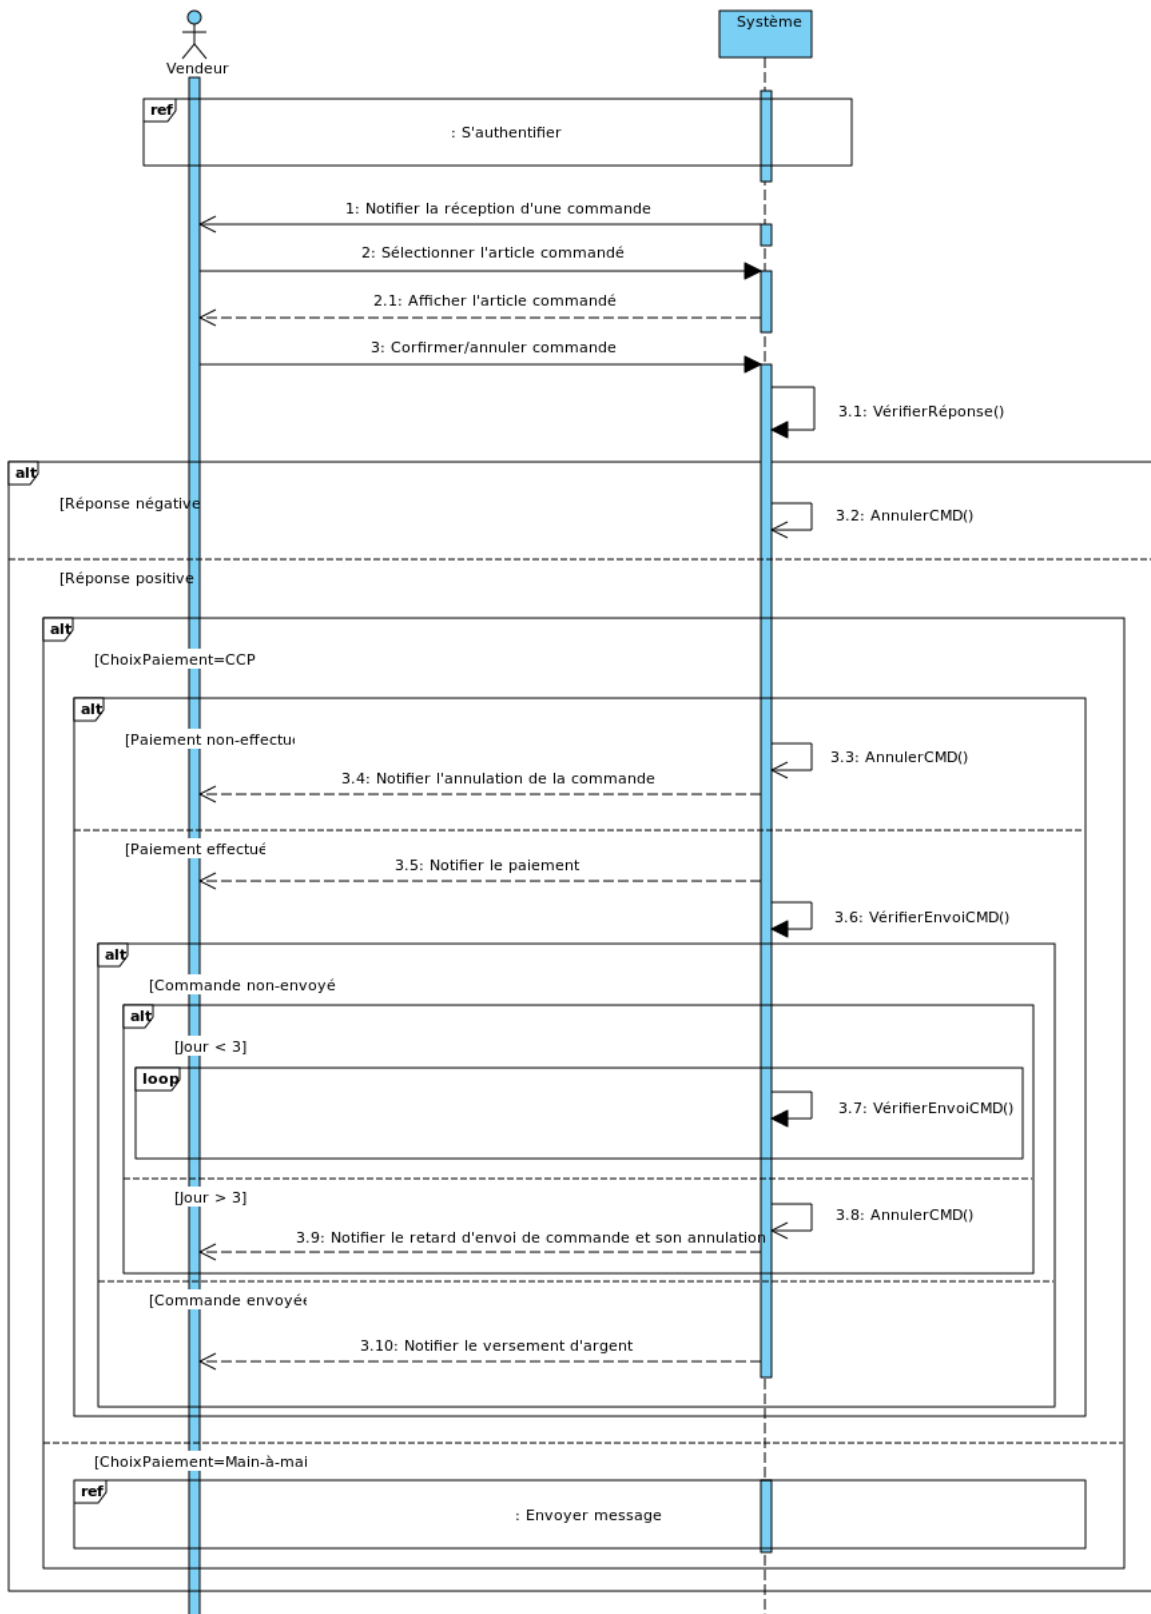 Système
Vendeur
ref
: S'authentifier
1: Notifier la réception d'une commande
2: Sélectionner l'article commandé
2.1: Afficher l'article commandé
3: Corfirmer/annuler commande
3.1: VérifierRéponse()
alt
[Réponse négative
3.2: AnnulerCMD()
[Réponse positive
alt
[ChoixPaiement=CCP
alt
[Paiement non-effectu
3.3: AnnulerCMD()
3.4: Notifier l'annulation de la commande
[Paiement effectué
3.5: Notifier le paiement
3.6: VérifierEnvoiCMD()
alt
[Commande non-envoyé
alt
[Jour < 3]
loop
3.7: VérifierEnvoiCMD()
[Jour > 3]
3.8: AnnulerCMD()
3.9: Notifier le retard d'envoi de commande et son annulation
[Commande envoyée
3.10: Notifier le versement d'argent
[ChoixPaiement=Main-à-mai
ref
: Envoyer message